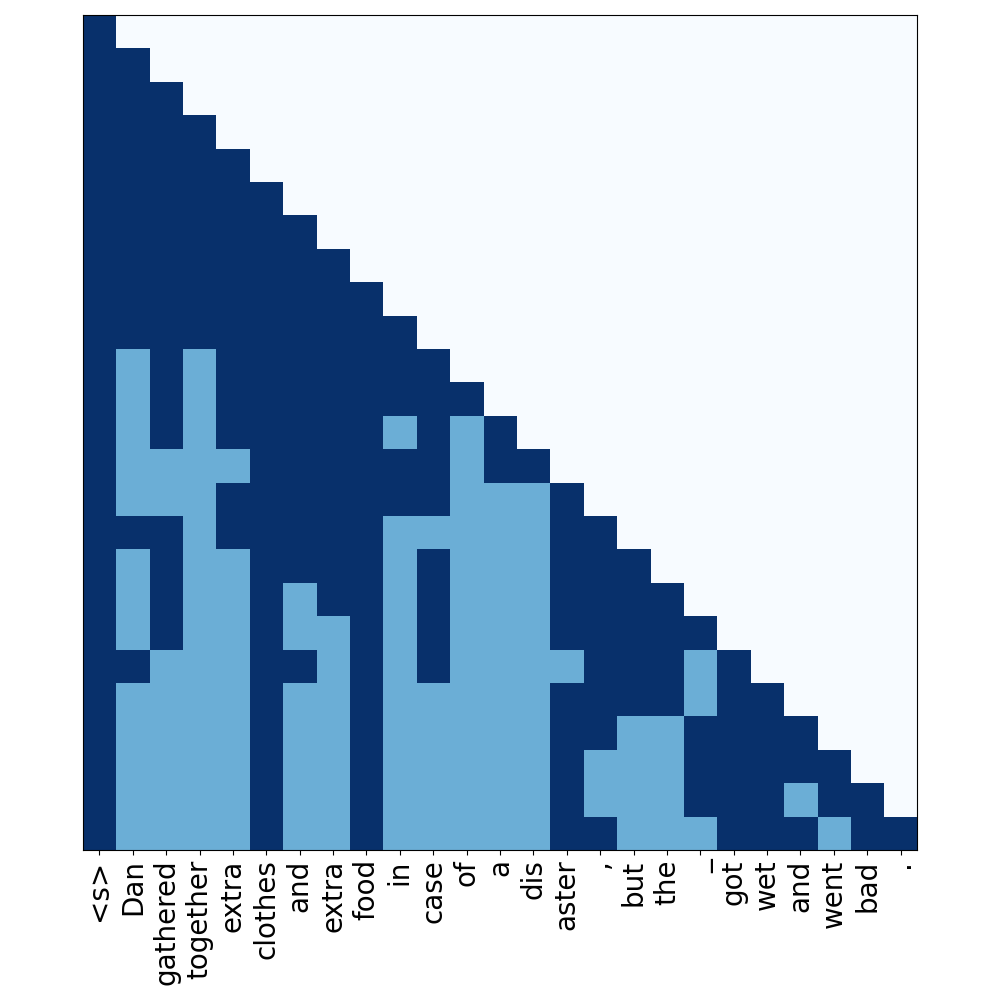 <s> Dan gathered together extra clothes and extra food in case of a dis aster , but the _ got wet and went bad .